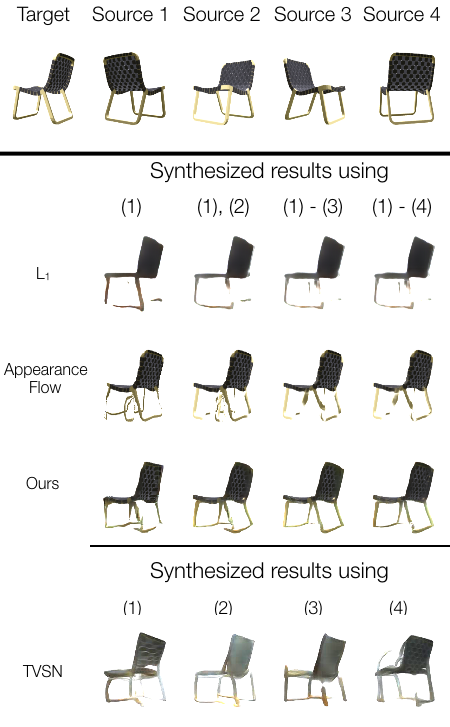 Target Source 1 Source 2 Source 3 Source 4
Synthesized results using
(1) (1), (2) (1) - (3) (1) - (4)
L₁
Appearance
Flow
Ours
Synthesized results using
(1) (2) (3) (4)
TVSN